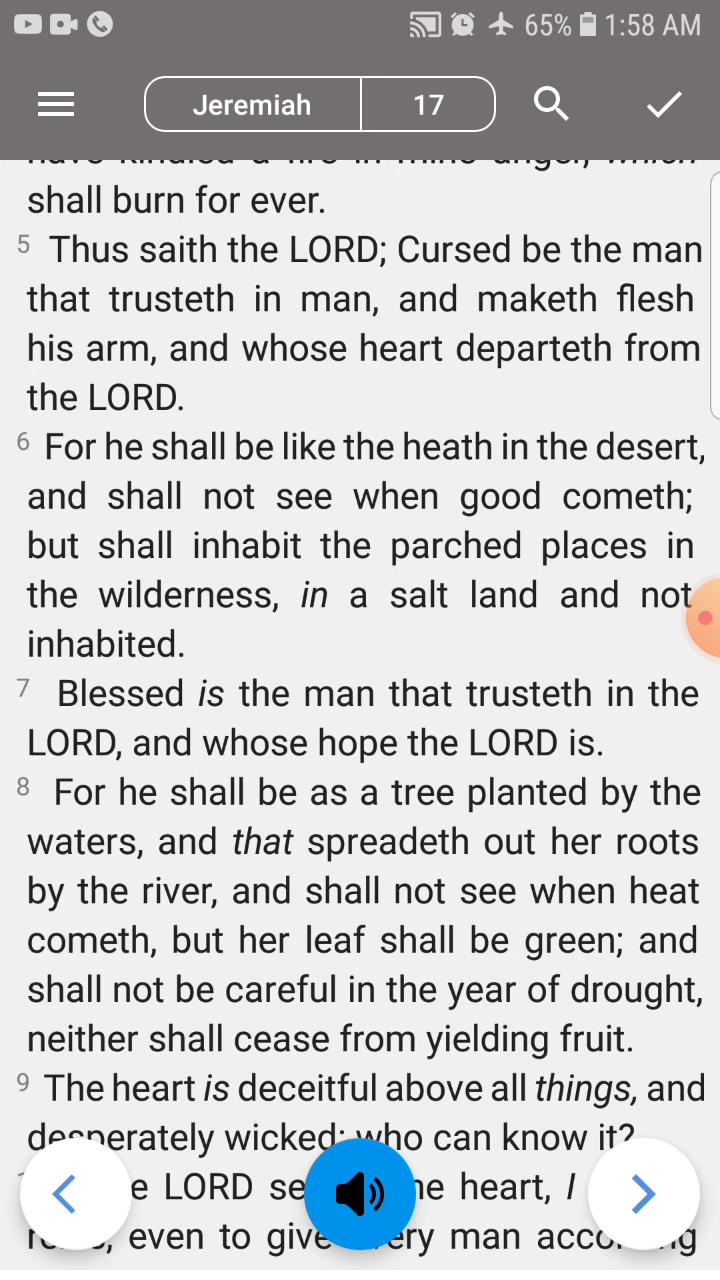 65% 1:58 AM
Jeremiah 17
shall burn for ever.
5 Thus saith the LORD; Cursed be the man
that trusteth in man, and maketh flesh
his arm, and whose heart departeth from
the LORD.
6 For he shall be like the heath in the desert,
and shall not see when good cometh;
but shall inhabit the parched places in
the wilderness, in a salt land and not
inhabited.
7 Blessed is the man that trusteth in the
LORD, and whose hope the LORD is.
8 For he shall be as a tree planted by the
waters, and that spreadeth out her roots
by the river, and shall not see when heat
cometh, but her leaf shall be green; and
shall not be careful in the year of drought,
neither shall cease from yielding fruit.
9 The heart is deceitful above all things, and
desperately wicked: who can know it?
LORD heart, I
even to give man